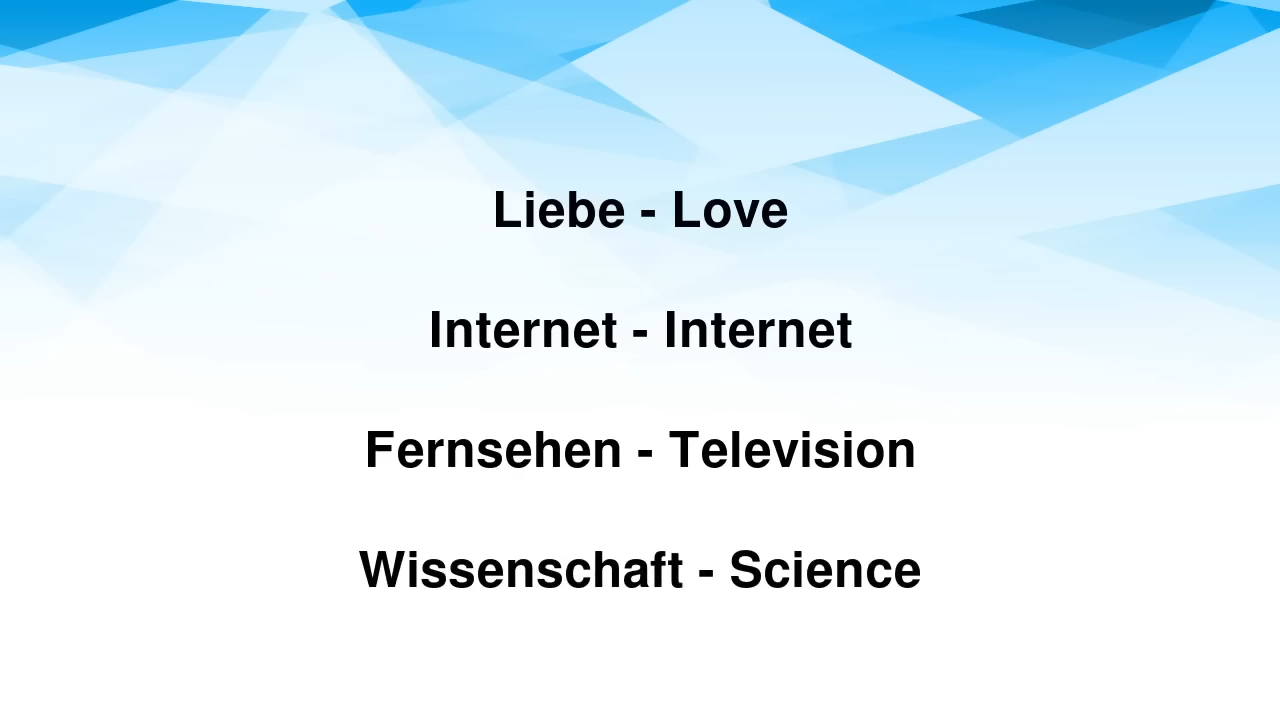 Liebe - Love
Internet - Internet
Fernsehen - Television
Wissenschaft - Science